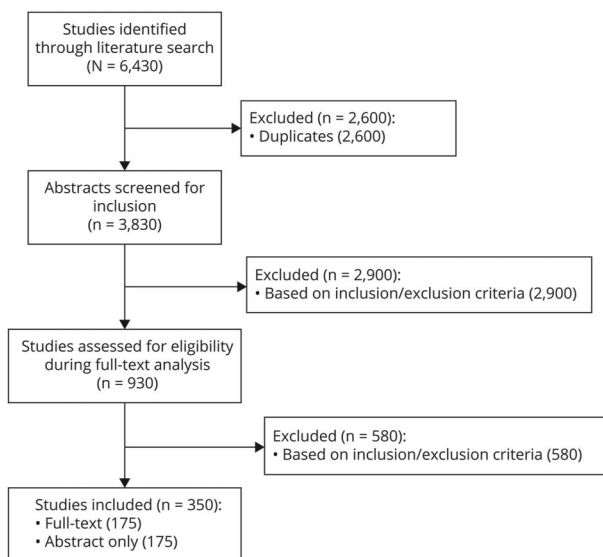 Studies identified
through literature search
(N = 6,430)
Excluded (n = 2,600):
• Duplicates (2,600)
Abstracts screened for
inclusion
(n = 3,830)
Excluded (n = 2,900):
• Based on inclusion/exclusion criteria (2,900)
Studies assessed for eligibility
during full-text analysis
(n = 930)
Excluded (n = 580):
• Based on inclusion/exclusion criteria (580)
Studies included (n = 350):
• Full-text (175)
• Abstract only (175)